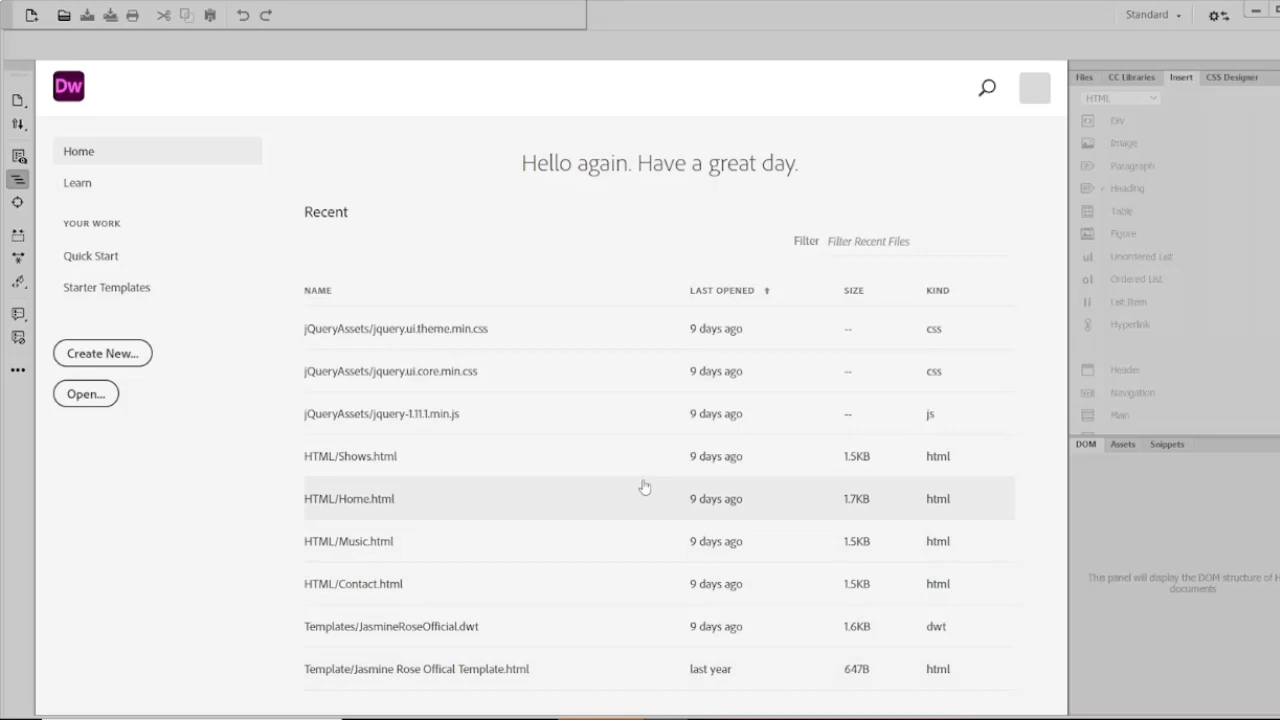 Standard
Dw
Files CC Libraries Insert CSS Designer
HTML
Div
Image
Paragraph
Heading
Table
Figure
ul Unordered List
ol Ordered List
li List Item
Hyperlink
Header
Navigation
Main
Home
Learn
YOUR WORK
Quick Start
Starter Templates
Create New...
Open...
Hello again. Have a great day.
Recent
Filter Filter Recent Files
NAME LAST OPENED SIZE KIND
jQueryAssets/jquery.ui.theme.min.css 9 days ago -- css
jQueryAssets/jquery.ui.core.min.css 9 days ago -- css
jQueryAssets/jquery-1.11.1.min.js 9 days ago -- js
HTML/Shows.html 9 days ago 1.5KB html
HTML/Home.html 9 days ago 1.7KB html
HTML/Music.html 9 days ago 1.5KB html
HTML/Contact.html 9 days ago 1.5KB html
Templates/JasmineRoseOfficial.dwt 9 days ago 1.6KB dwt
Template/Jasmine Rose Offical Template.html last year 647B html
DOM Assets Snippets
This panel will display the DOM structure of H
documents